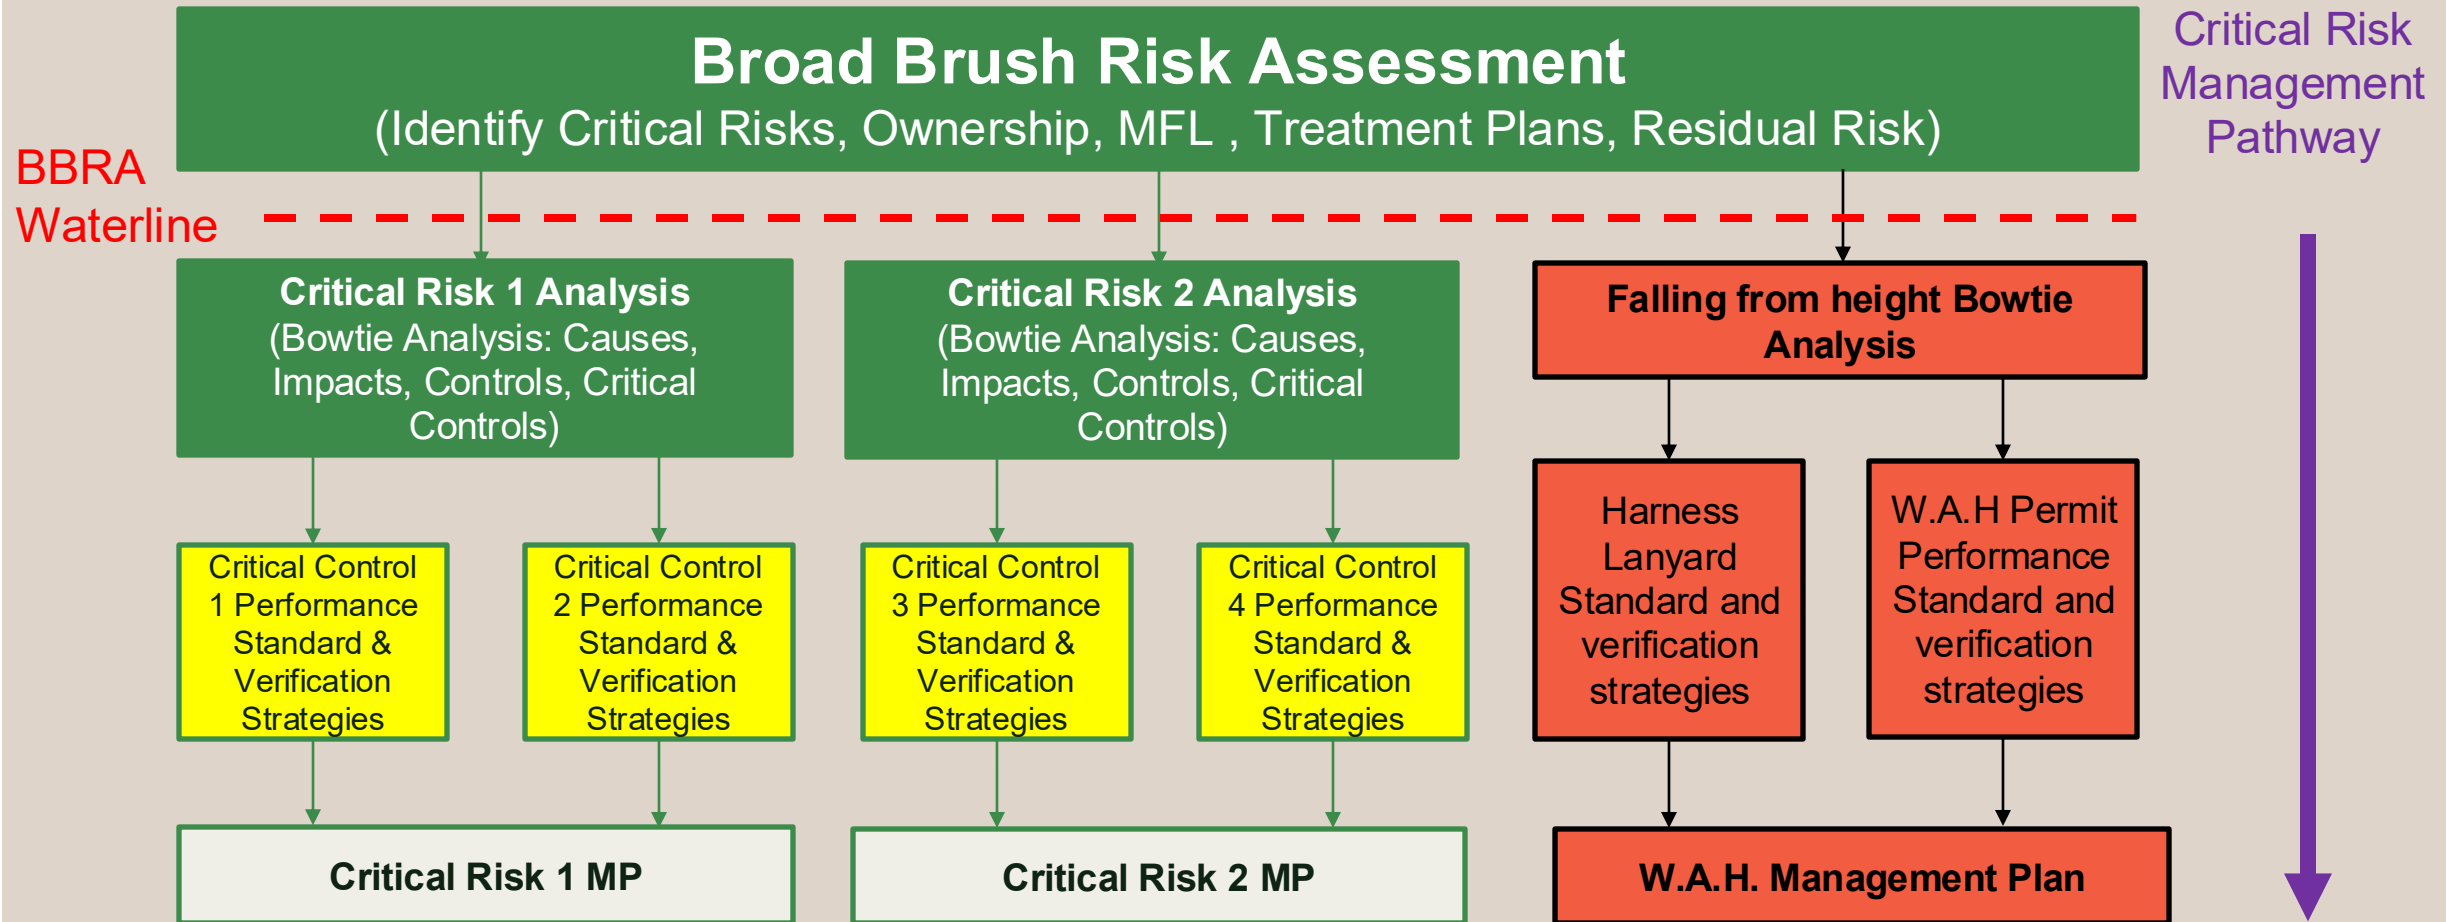 Broad Brush Risk Assessment
(Identify Critical Risks, Ownership, MFL , Treatment Plans, Residual Risk)
Critical Risk
Management
Pathway
BBRA
Waterline
Critical Risk 1 Analysis
(Bowtie Analysis: Causes,
Impacts, Controls, Critical
Controls)
Critical Risk 2 Analysis
(Bowtie Analysis: Causes,
Impacts, Controls, Critical
Controls)
Falling from height Bowtie
Analysis
Critical Control
1 Performance
Standard &
Verification
Strategies
Critical Control
2 Performance
Standard &
Verification
Strategies
Critical Control
3 Performance
Standard &
Verification
Strategies
Critical Control
4 Performance
Standard &
Verification
Strategies
Harness
Lanyard
Standard and
verification
strategies
W.A.H Permit
Performance
Standard and
verification
strategies
Critical Risk 1 MP
Critical Risk 2 MP
W.A.H. Management Plan